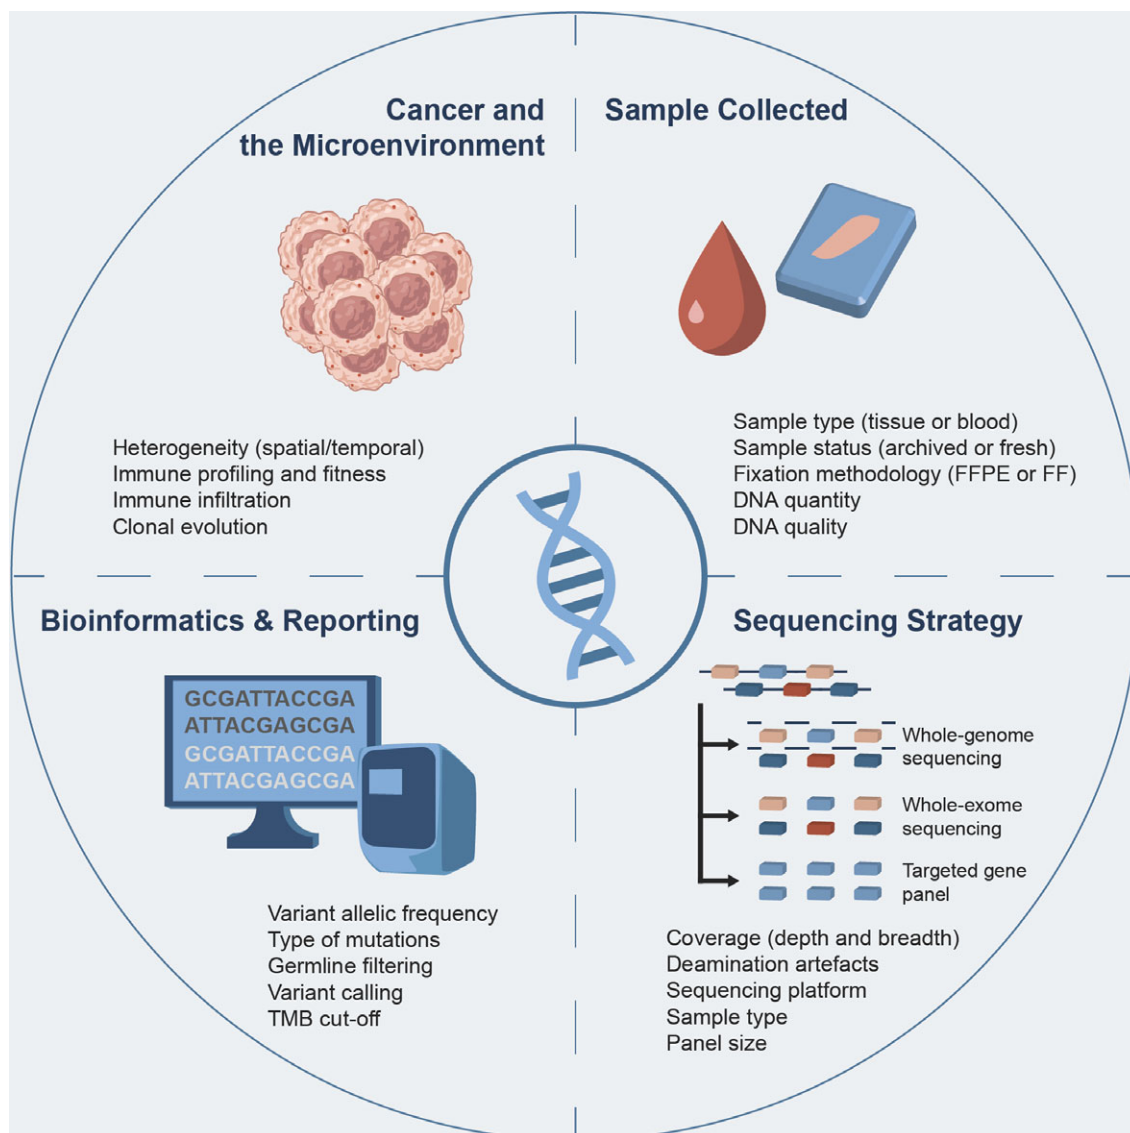 Cancer and
the Microenvironment
Heterogeneity (spatial/temporal)
Immune profiling and fitness
Immune infiltration
Clonal evolution
Sample Collected
Sample type (tissue or blood)
Sample status (archived or fresh)
Fixation methodology (FFPE or FF)
DNA quantity
DNA quality
Bioinformatics & Reporting
GCGATTACCGA
ATTACGAGCGA
GCGATTACCGA
ATTACGAGCGA
Variant allelic frequency
Type of mutations
Germline filtering
Variant calling
TMB cut-off
Sequencing Strategy
Whole-genome
sequencing
Whole-exome
sequencing
Targeted gene
panel
Coverage (depth and breadth)
Deamination artefacts
Sequencing platform
Sample type
Panel size